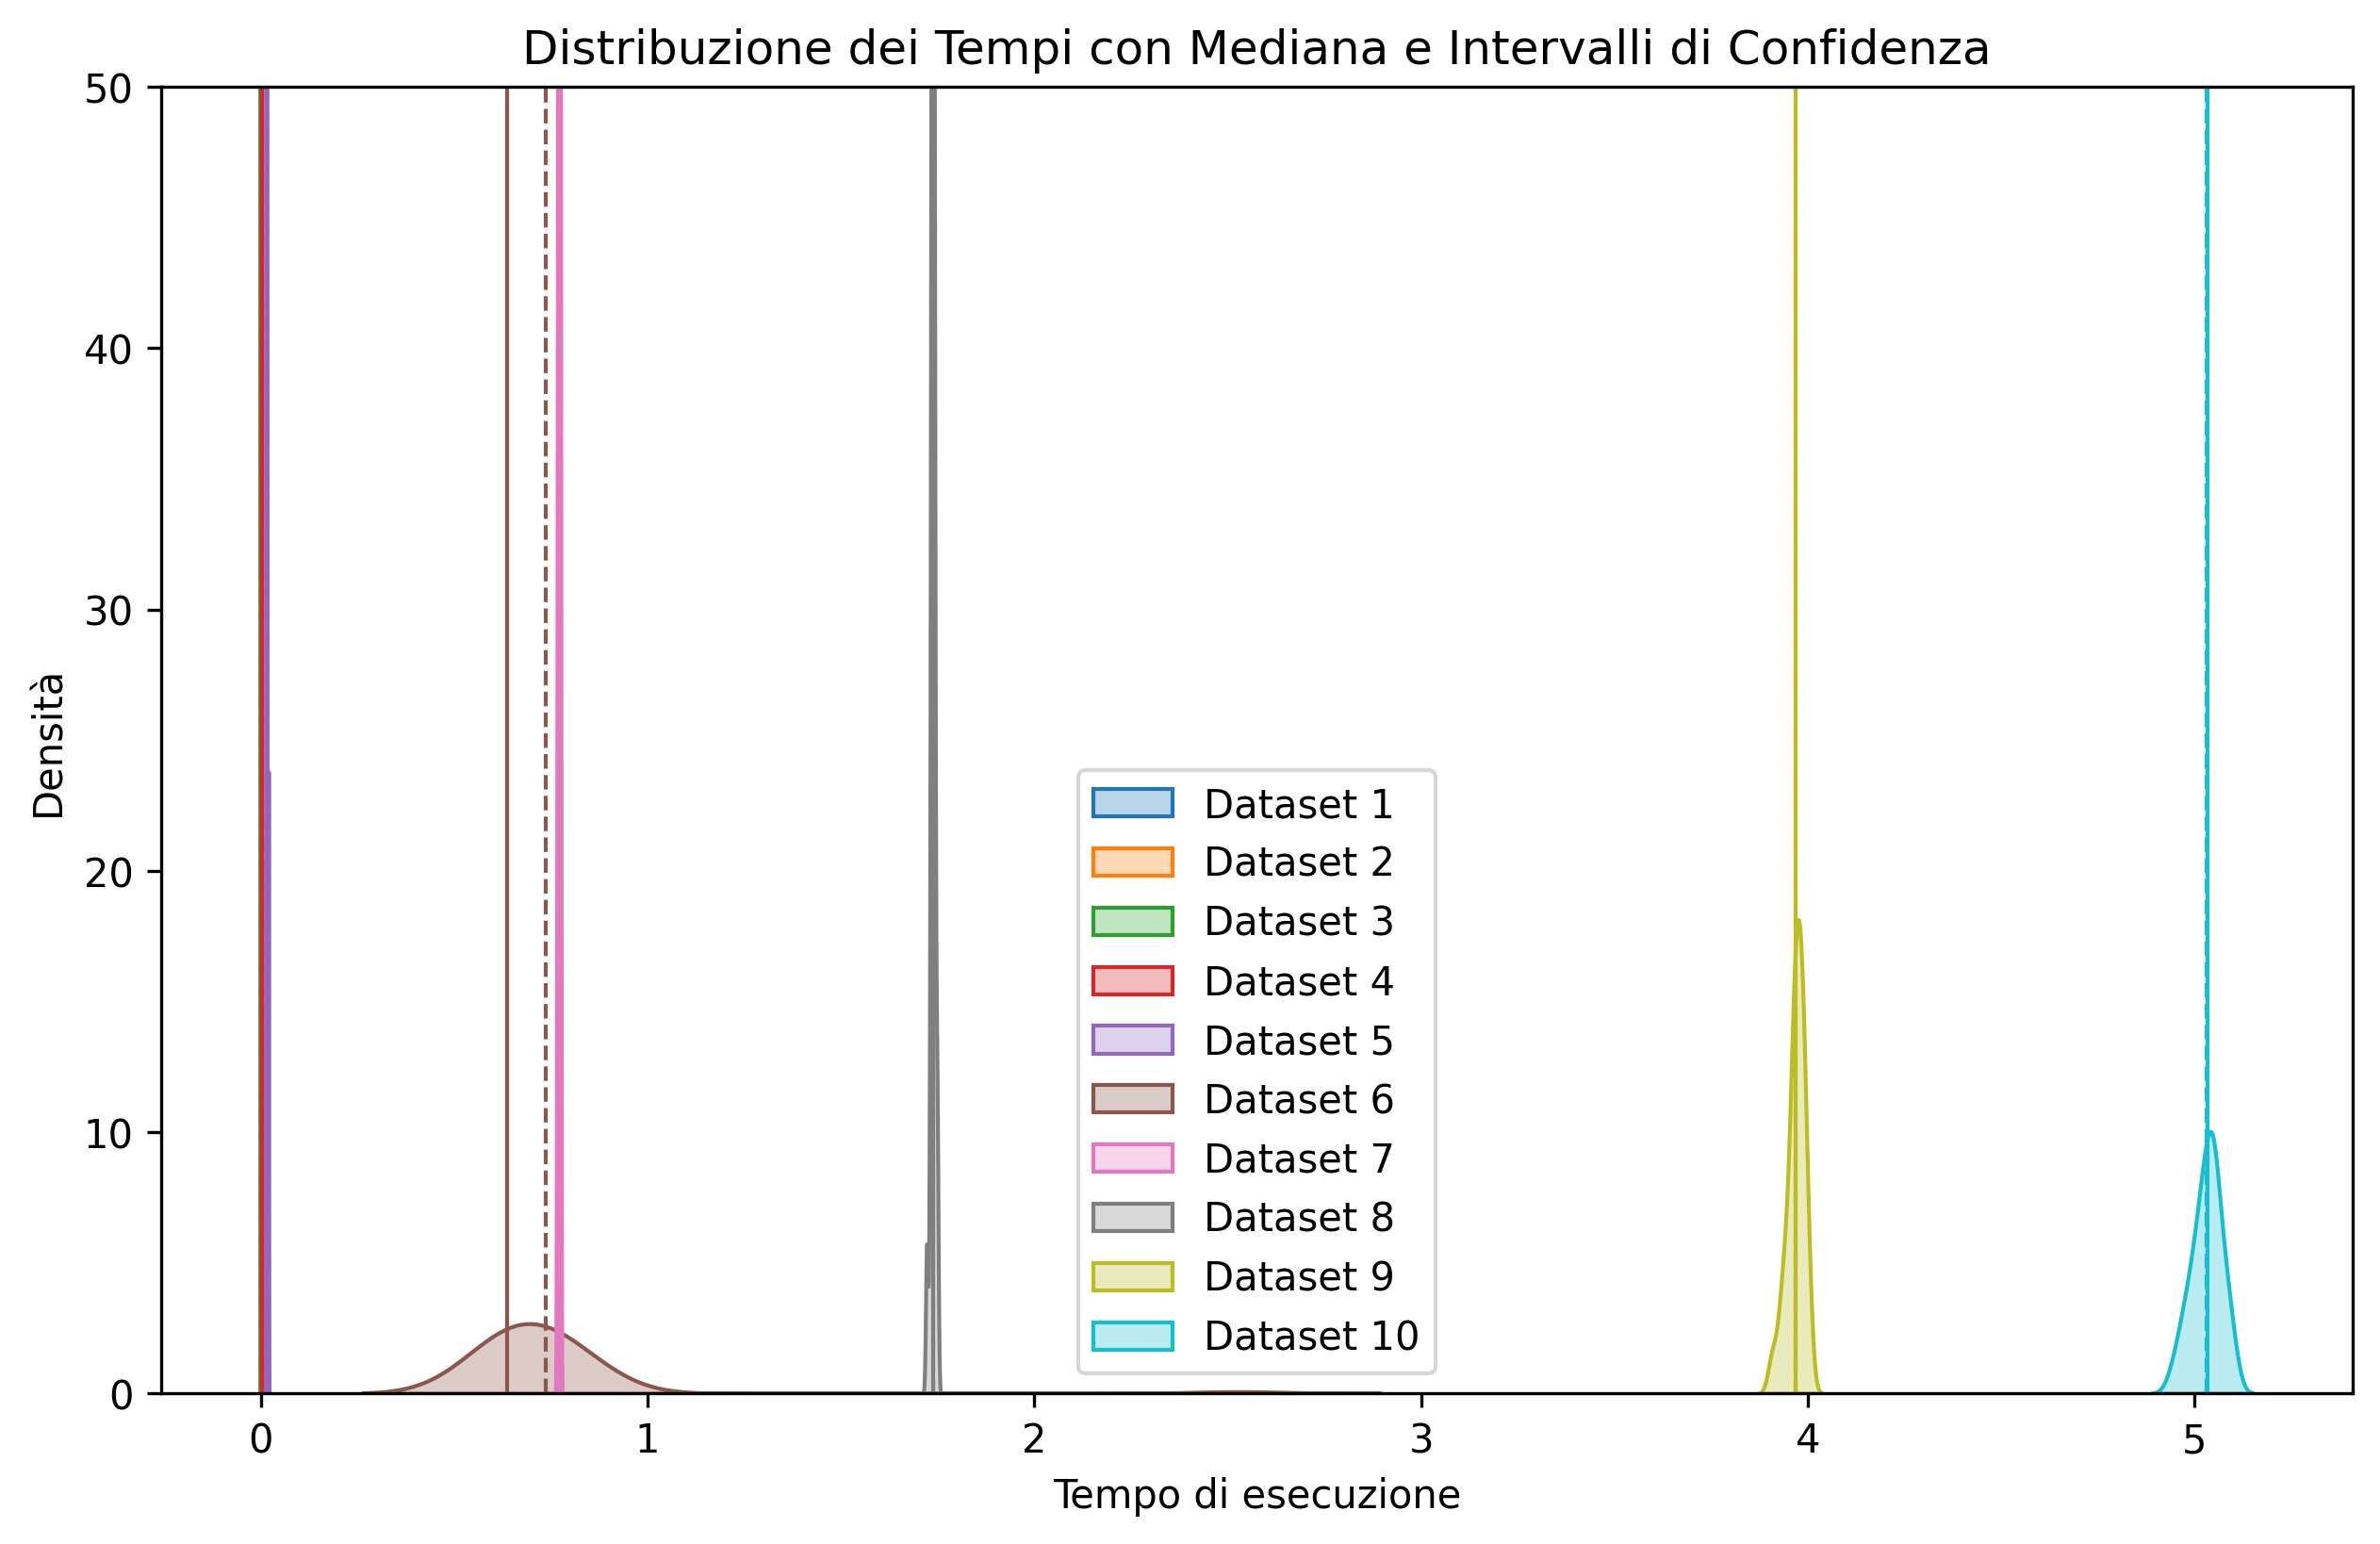 Distribuzione dei Tempi con Mediana e Intervalli di Confidenza
50
40
30
20
10
0
Densità
Dataset 1
Dataset 2
Dataset 3
Dataset 4
Dataset 5
Dataset 6
Dataset 7
Dataset 8
Dataset 9
Dataset 10
0 1 2 3 4 5
Tempo di esecuzione